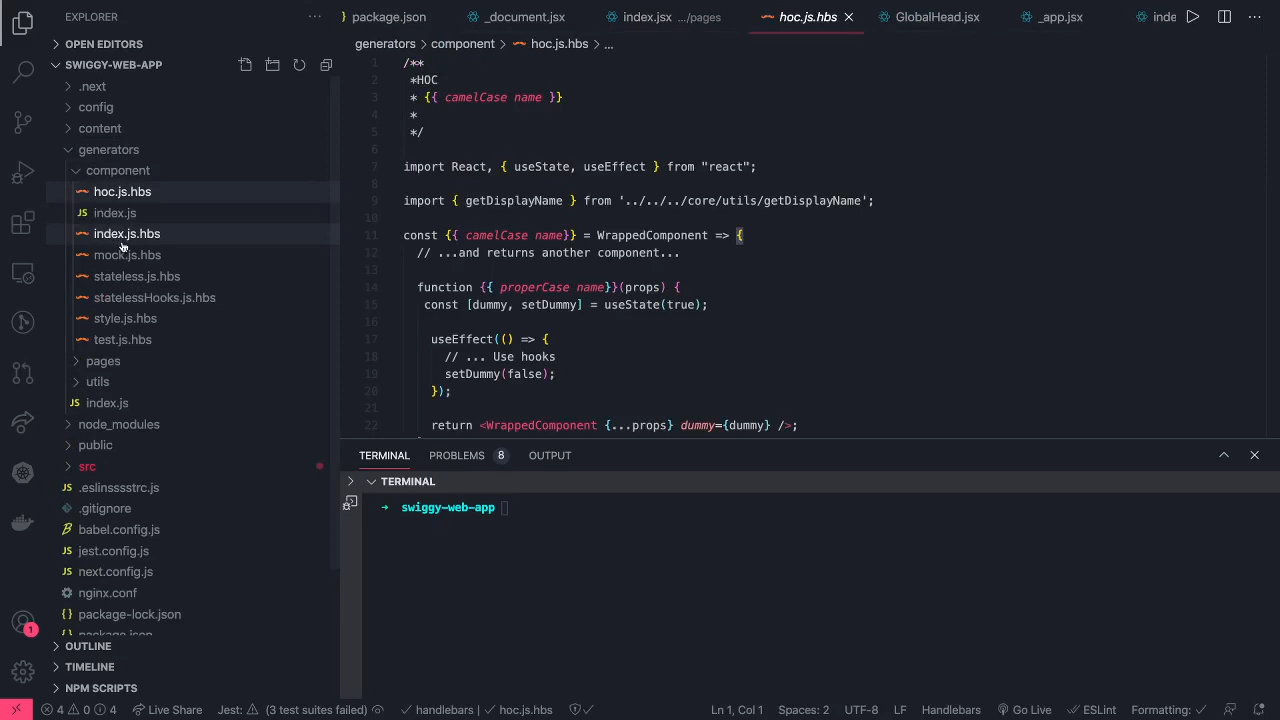 EXPLORER
OPEN EDITORS
SWIGGY-WEB-APP
.next
config
content
generators
component
hoc.js.hbs
JS index.js
index.js.hbs
mock.js.hbs
stateless.js.hbs
statelessHooks.js.hbs
style.js.hbs
test.js.hbs
pages
utils
JS index.js
node_modules
public
src
.eslinsssstrc.js
.gitignore
babel.config.js
JS jest.config.js
JS next.config.js
nginx.conf
{} package-lock.json
{} package.json
OUTLINE
TIMELINE
NPM SCRIPTS
1
package.json
_document.jsx
index.jsx .../pages
hoc.js.hbs
GlobalHead.jsx
_app.jsx
inde
generators > component > hoc.js.hbs > ...
1 /**
2 *HOC
3 * {{ camelCase name }}
4 *
5 */
6
7 import React, { useState, useEffect } from "react";
8
9 import { getDisplayName } from '../../../core/utils/getDisplayName';
10
11 const {{ camelCase name}} = WrappedComponent => {
12 // ...and returns another component...
13
14 function {{ properCase name}}(props) {
15 const [dummy, setDummy] = useState(true);
16
17 useEffect(() => {
18 // ... Use hooks
19 setDummy(false);
20 });
21
22 return <WrappedComponent {...props} dummy={dummy} />;
TERMINAL PROBLEMS 8 OUTPUT
TERMINAL
→ swiggy-web-app
4 0 4 Live Share Jest: (3 test suites failed) handlebars | hoc.js.hbs Ln 1, Col 1 Spaces: 2 UTF-8 LF Handlebars Go Live ESLint Formatting: